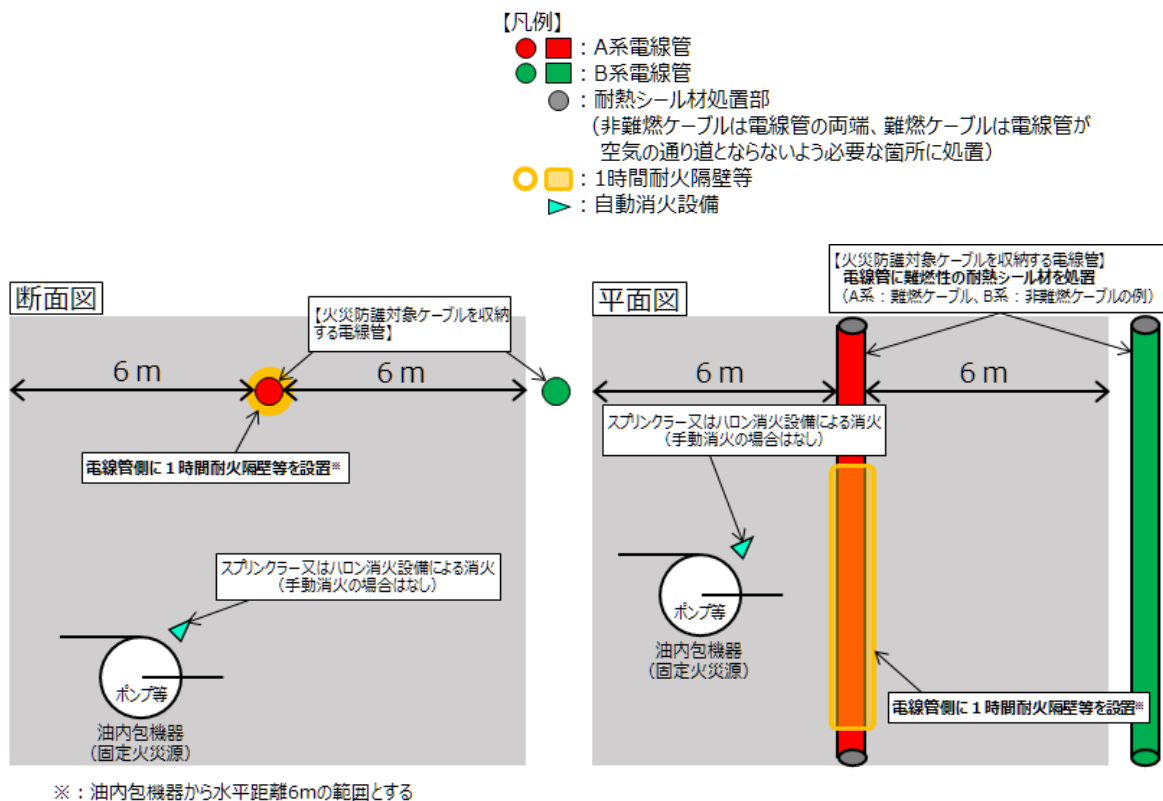 【凡例】
：A系電線管
：B系電線管
：耐熱シール材処置部
（非難燃ケーブルは電線管の両端、難燃ケーブルは電線管が
空気の通り道とならないよう必要な箇所に処置）
：1時間耐火隔壁等
：自動消火設備
断面図
【火災防護対象ケーブルを収納
する電線管】
6 m
6 m
電線管側に１時間耐火隔壁等を設置※
スプリンクラー又はハロン消火設備による消火
（手動消火の場合はなし）
ポンプ等
油内包機器
（固定火災源）
平面図
【火災防護対象ケーブルを収納する電線管】
電線管に難燃性の耐熱シール材を処置
（A系：難燃ケーブル、B系：非難燃ケーブルの例）
6 m
6 m
スプリンクラー又はハロン消火設備による消火
（手動消火の場合はなし）
ポンプ等
油内包機器
（固定火災源）
電線管側に１時間耐火隔壁等を設置※
※：油内包機器から水平距離6mの範囲とする